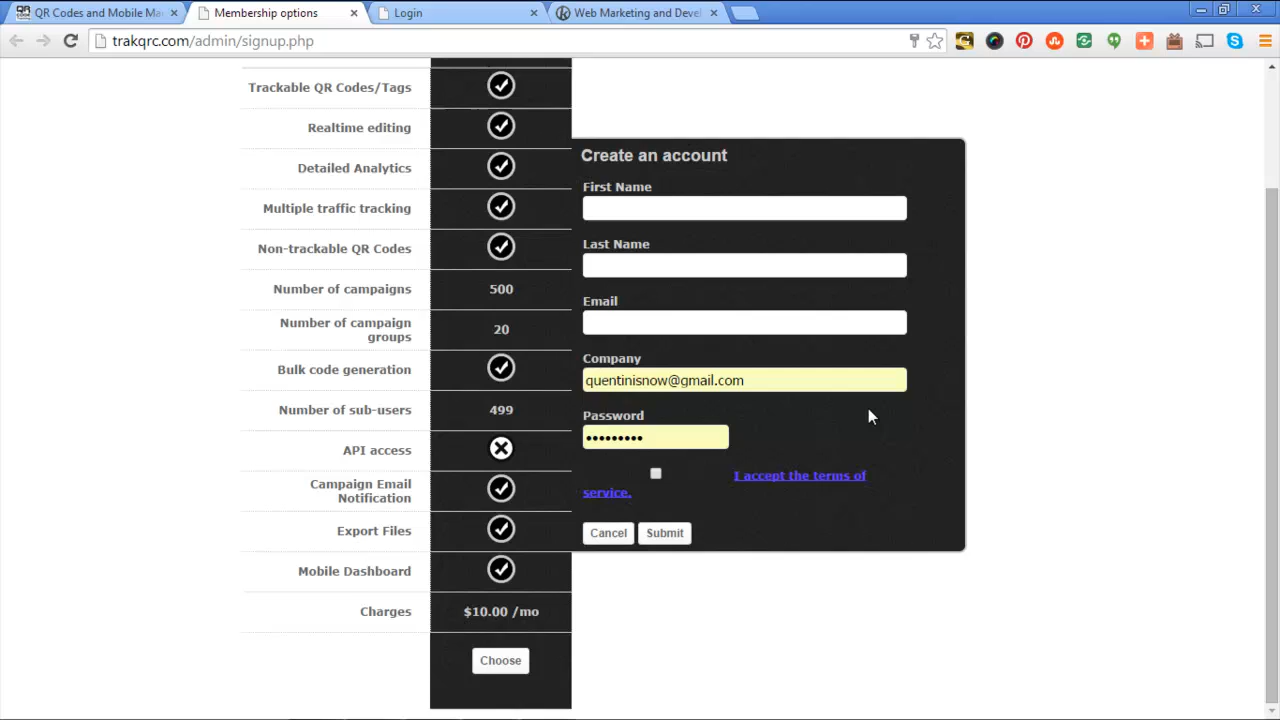 QR Codes and Mobile Ma
Membership options
Login
Web Marketing and Devel
trakqrc.com/admin/signup.php
Trackable QR Codes/Tags
Realtime editing
Detailed Analytics
Multiple traffic tracking
Non-trackable QR Codes
Number of campaigns 500
Number of campaign
groups 20
Bulk code generation
Number of sub-users 499
API access
Campaign Email
Notification
Export Files
Mobile Dashboard
Charges $10.00 /mo
Choose
Create an account
First Name
Last Name
Email
Company
quentinisnow@gmail.com
Password
•••••••••
I accept the terms of
service.
Cancel Submit